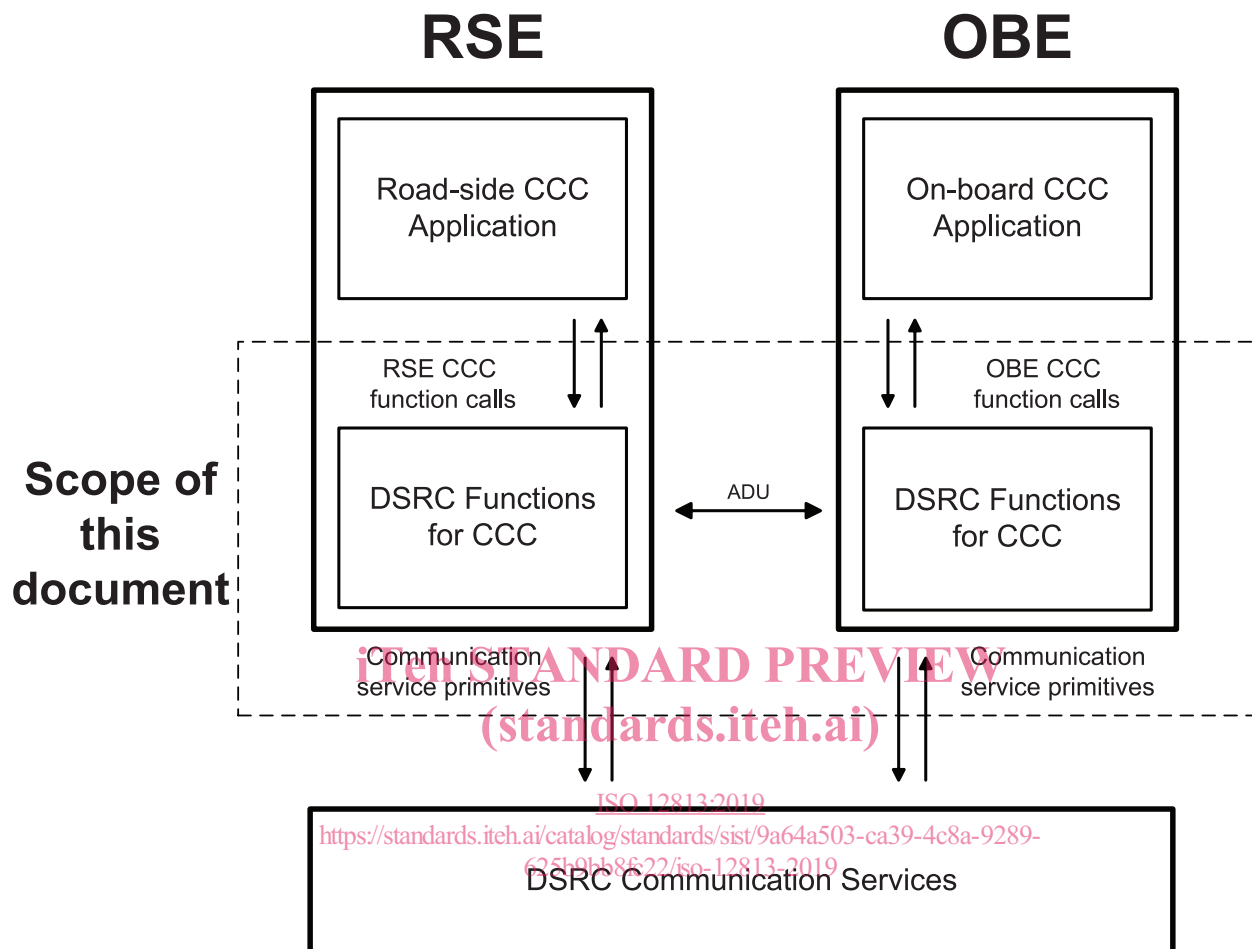 RSE
OBE
Road-side CCC
Application
On-board CCC
Application
RSE CCC
function calls
OBE CCC
function calls
Scope of
this
document
DSRC Functions
for CCC
ADU
DSRC Functions
for CCC
Communication
service primitives
Communication
service primitives
iTeh STANDARD PREVIEW
(standards.iteh.ai)
ISO 12813:2019
https://standards.iteh.ai/catalog/standards/sist/9a64a503-ca39-4c8a-9289-
625b9bb8fc22/iso-12813-2019
DSRC Communication Services